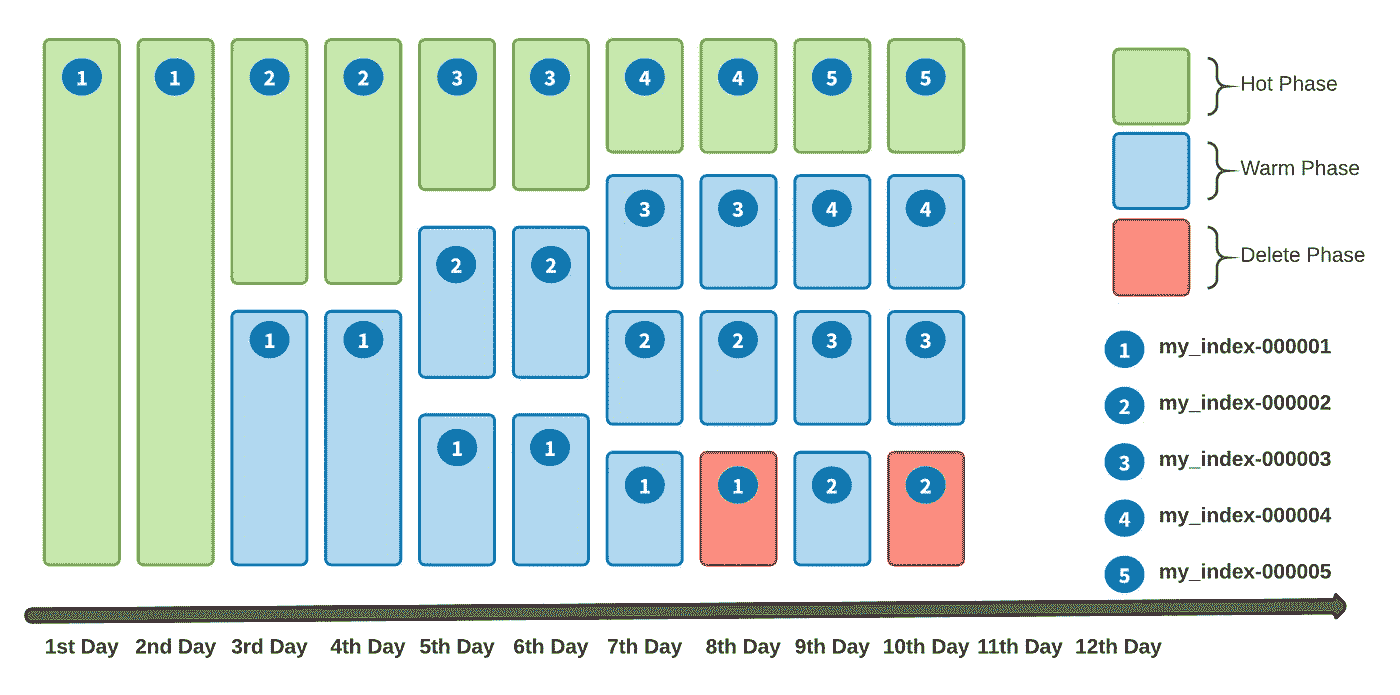 1 1 2 2 3 3 4 4 5 5
3 3 4 4
2 2
1 1 2 2 3 3
1 1
1 1 2 2
Hot Phase
Warm Phase
Delete Phase
1 my_index-000001
2 my_index-000002
3 my_index-000003
4 my_index-000004
5 my_index-000005
1st Day 2nd Day 3rd Day 4th Day 5th Day 6th Day 7th Day 8th Day 9th Day 10th Day 11th Day 12th Day